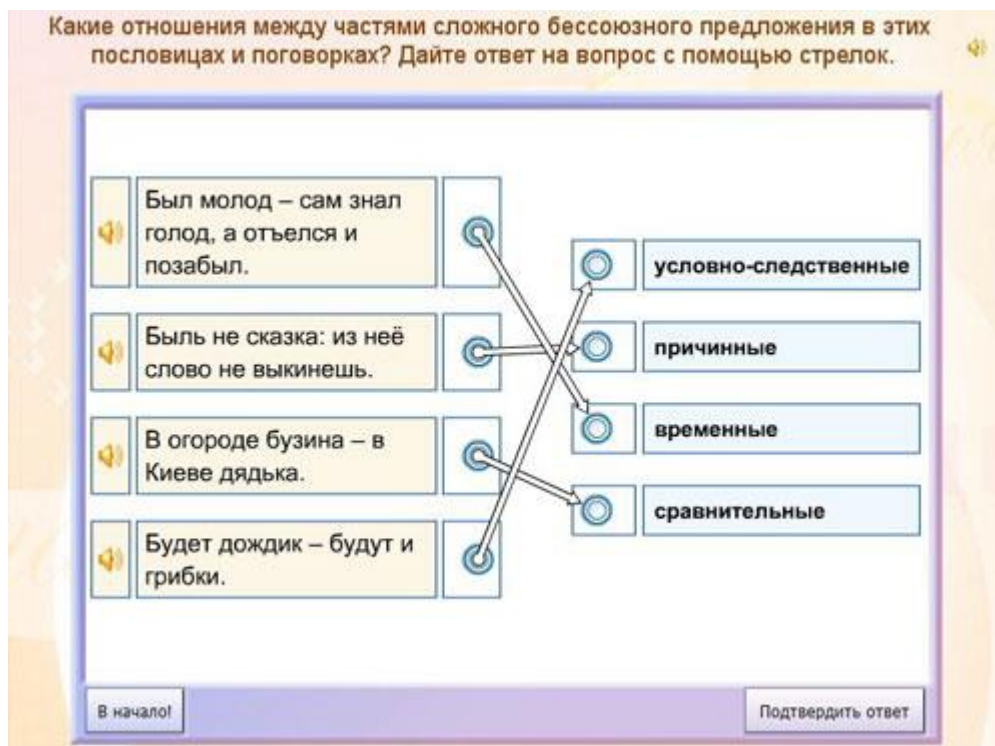 Какие отношения между частями сложного бессоюзного предложения в этих
пословицах и поговорках? Дайте ответ на вопрос с помощью стрелок.
Был молод – сам знал
голод, а отъелся и
позабыл.
Быль не сказка: из неё
слово не выкинешь.
В огороде бузина – в
Киеве дядька.
Будет дождик – будут и
грибки.
условно-следственные
причинные
временные
сравнительные
В начало!
Подтвердить ответ